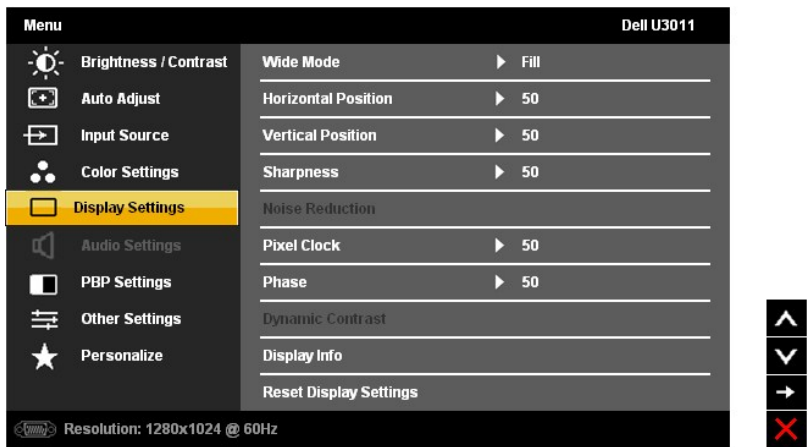 Menu Dell U3011
Brightness / Contrast Wide Mode Fill
Auto Adjust Horizontal Position 50
Input Source Vertical Position 50
Color Settings Sharpness 50
Display Settings Noise Reduction
Audio Settings Pixel Clock 50
PBP Settings Phase 50
Other Settings Dynamic Contrast
Personalize Display Info
Reset Display Settings
Resolution: 1280x1024 @ 60Hz